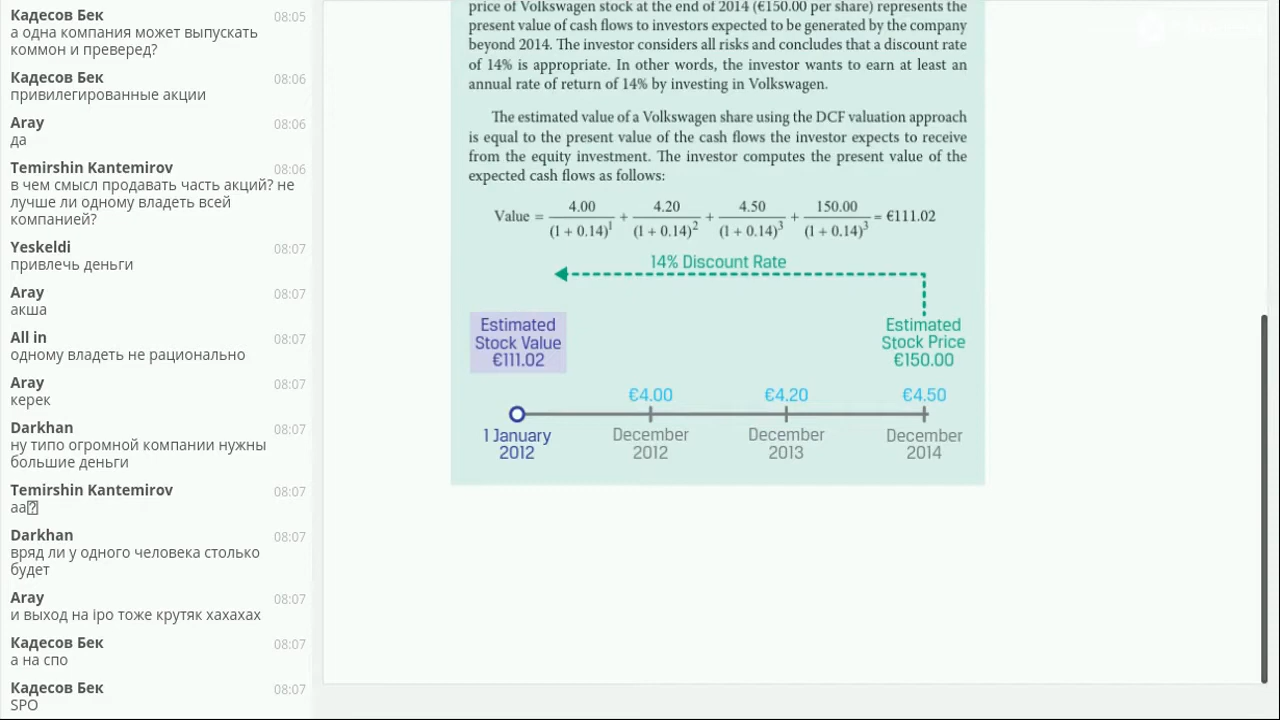 Кадесов Бек 08:05
а одна компания может выпускать
коммон и преверед?
Кадесов Бек 08:06
привилегированные акции
Aray 08:06
да
Temirshin Kantemirov 08:06
в чем смысл продавать часть акций? не
лучше ли одному владеть всей
компанией?
Yeskeldi 08:07
привлечь деньги
Aray 08:07
акша
All in 08:07
одному владеть не рационально
Aray 08:07
керек
Darkhan 08:07
ну типо огромной компании нужны
большие деньги
Temirshin Kantemirov 08:07
аа
Darkhan 08:07
вряд ли у одного человека столько
будет
Aray 08:07
и выход на ipo тоже крутяк хахахах
Кадесов Бек 08:07
а на спо
Кадесов Бек 08:07
SPO
price of Volkswagen stock at the end of 2014 (€150.00 per share) represents the
present value of cash flows to investors expected to be generated by the company
beyond 2014. The investor considers all risks and concludes that a discount rate
of 14% is appropriate. In other words, the investor wants to earn at least an
annual rate of return of 14% by investing in Volkswagen.
The estimated value of a Volkswagen share using the DCF valuation approach
is equal to the present value of the cash flows the investor expects to receive
from the equity investment. The investor computes the present value of the
expected cash flows as follows:
Value = 4.00/(1 + 0.14)^1 + 4.20/(1 + 0.14)^2 + 4.50/(1 + 0.14)^3 + 150.00/(1 + 0.14)^3 = €111.02
14% Discount Rate
Estimated
Stock Value
€111.02
Estimated
Stock Price
€150.00
€4.00 €4.20 €4.50
1 January
2012
December
2012
December
2013
December
2014